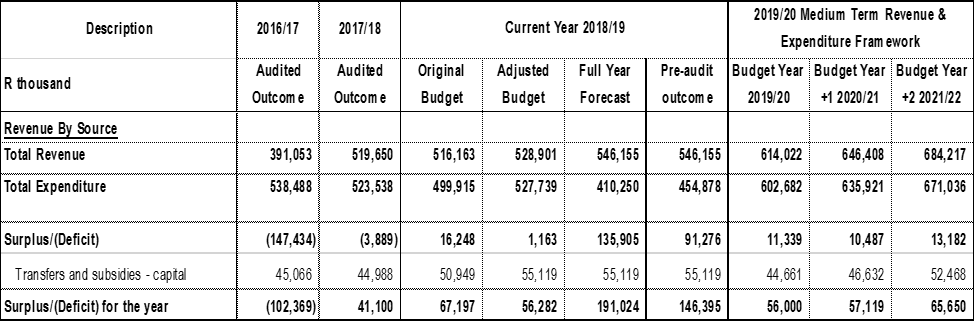 Description 2016/17 2017/18 Current Year 2018/19 2019/20 Medium Term Revenue &
Expenditure Framework
R thousand Audited Audited Original Adjusted Full Year Pre-audit Budget Year Budget Year Budget Year
Outcome Outcome Budget Budget Forecast outcome 2019/20 +1 2020/21 +2 2021/22
Revenue By Source
Total Revenue 391,053 519,650 516,163 528,901 546,155 546,155 614,022 646,408 684,217
Total Expenditure 538,488 523,538 499,915 527,739 410,250 454,878 602,682 635,921 671,036
Surplus/(Deficit) (147,434) (3,889) 16,248 1,163 135,905 91,276 11,339 10,487 13,182
Transfers and subsidies - capital 45,066 44,988 50,949 55,119 55,119 55,119 44,661 46,632 52,468
Surplus/(Deficit) for the year (102,369) 41,100 67,197 56,282 191,024 146,395 56,000 57,119 65,650